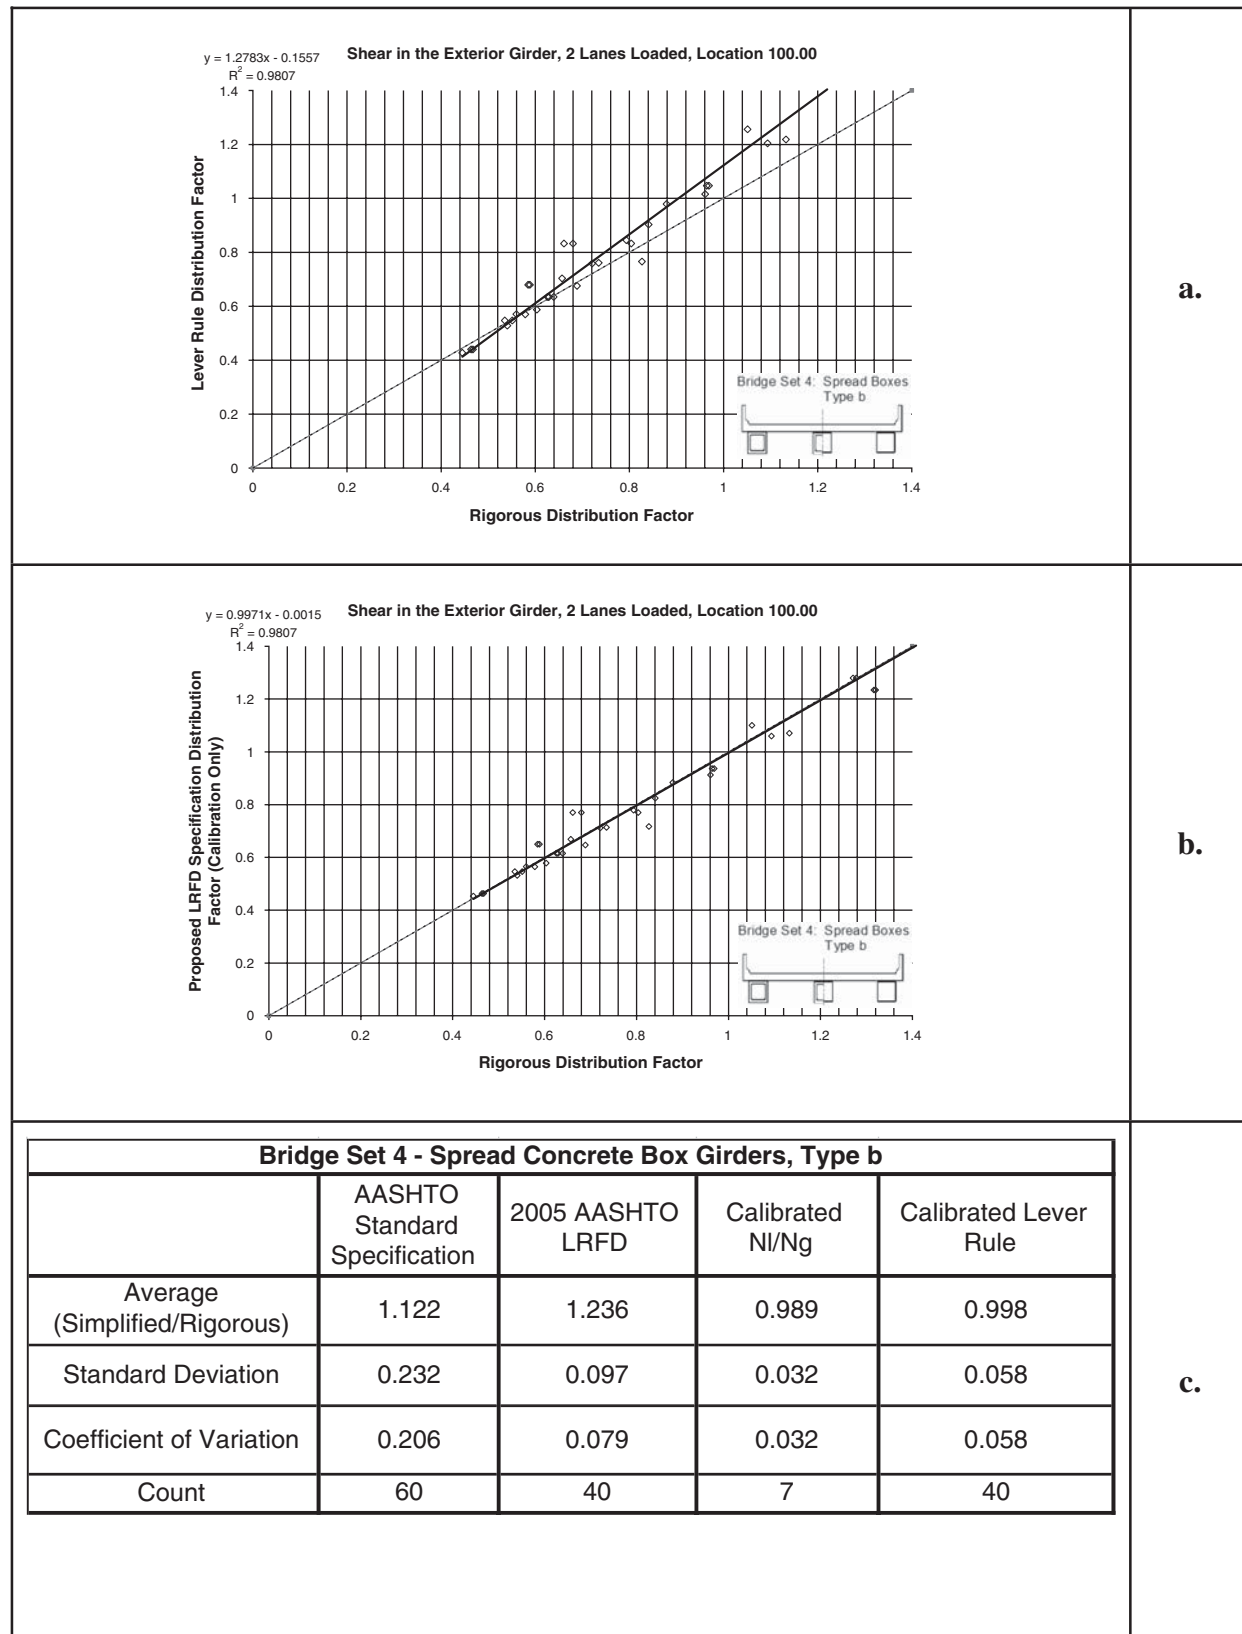 y = 1.2783x - 0.1557
R² = 0.9807
Shear in the Exterior Girder, 2 Lanes Loaded, Location 100.00
Lever Rule Distribution Factor
1.4
1.2
1
0.8
0.6
0.4
0.2
0
0 0.2 0.4 0.6 0.8 1 1.2 1.4
Rigorous Distribution Factor
Bridge Set 4: Spread Boxes
Type b
a.
y = 0.9971x - 0.0015
R² = 0.9807
Shear in the Exterior Girder, 2 Lanes Loaded, Location 100.00
Proposed LRFD Specification Distribution
Factor (Calibration Only)
1.4
1.2
1
0.8
0.6
0.4
0.2
0
0 0.2 0.4 0.6 0.8 1 1.2 1.4
Rigorous Distribution Factor
Bridge Set 4: Spread Boxes
Type b
b.
Bridge Set 4 - Spread Concrete Box Girders, Type b
AASHTO
Standard
Specification
2005 AASHTO
LRFD
Calibrated
Nl/Ng
Calibrated Lever
Rule
Average
(Simplified/Rigorous)
1.122 1.236 0.989 0.998
Standard Deviation 0.232 0.097 0.032 0.058
Coefficient of Variation 0.206 0.079 0.032 0.058
Count 60 40 7 40
c.